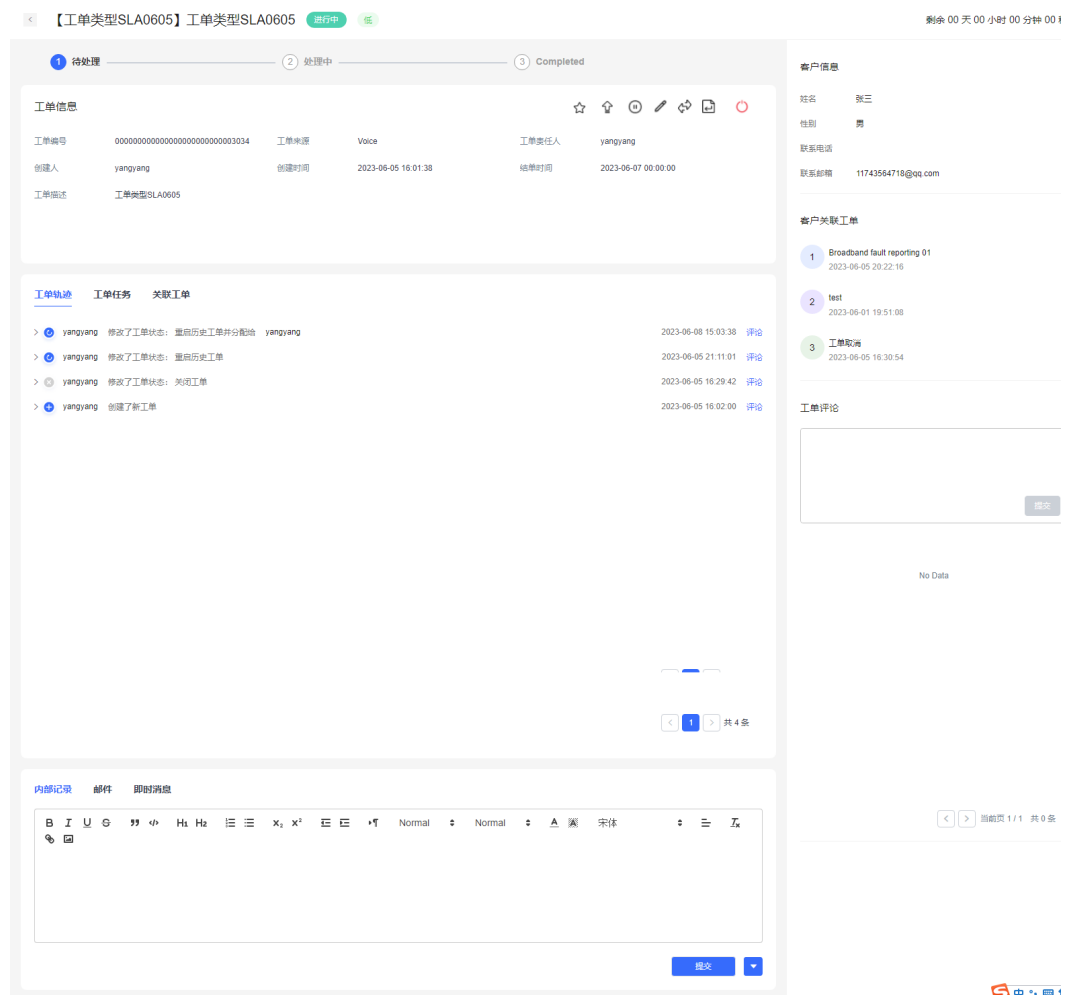 【工单类型SLA0605】工单类型SLA0605 进行中 低
剩余 00 天 00 小时 00 分钟 00
1 待处理 2 处理中 3 Completed
工单信息
工单编号 00000000000000000000000003034 工单来源 Voice 工单责任人 yangyang
创建人 yangyang 创建时间 2023-06-05 16:01:38 结单时间 2023-06-07 00:00:00
工单描述 工单类型SLA0605
工单轨迹 工单任务 关联工单
yangyang 修改了工单状态： 重启历史工单并分配给 yangyang 2023-06-08 15:03:38 评论
yangyang 修改了工单状态： 重启历史工单 2023-06-05 21:11:01 评论
yangyang 修改了工单状态： 关闭工单 2023-06-05 16:29:42 评论
yangyang 创建了新工单 2023-06-05 16:02:00 评论
< 1 > 共 4 条
内部记录 邮件 即时消息
B I U S H1 H2 x2 x² Normal Normal A A 宋体 Tx
提交
客户信息
姓名 张三
性别 男
联系电话
联系邮箱 11743564718@qq.com
客户关联工单
1 Broadband fault reporting 01
2023-06-05 20:22:16
2 test
2023-06-01 19:51:08
3 工单取消
2023-06-05 16:30:54
工单评论
提交
No Data
< > 当前页 1 / 1 共 0 条
中